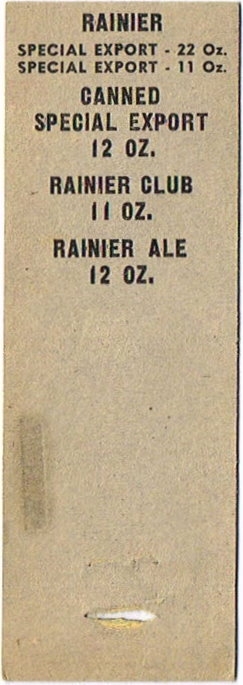 RAINIER
SPECIAL EXPORT - 22 Oz.
SPECIAL EXPORT - 11 Oz.
CANNED
SPECIAL EXPORT
12 OZ.
RAINIER CLUB
11 OZ.
RAINIER ALE
12 OZ.